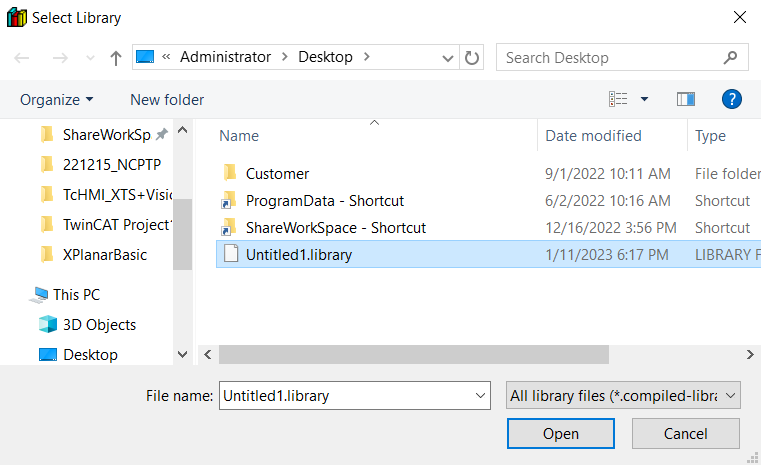 Select Library
« Administrator > Desktop >
Search Desktop
Organize
New folder
?
Name
Date modified
Type
ShareWorkSp
221215_NCPTP
TcHMI_XTS+Visi
TwinCAT Project1
XPlanarBasic
This PC
3D Objects
Desktop
Customer 9/1/2022 10:11 AM File folder
ProgramData - Shortcut 6/2/2022 10:16 AM Shortcut
ShareWorkSpace - Shortcut 12/16/2022 3:56 PM Shortcut
Untitled1.library 1/11/2023 6:17 PM LIBRARY F
File name: Untitled1.library All library files (*.compiled-libra
Open Cancel